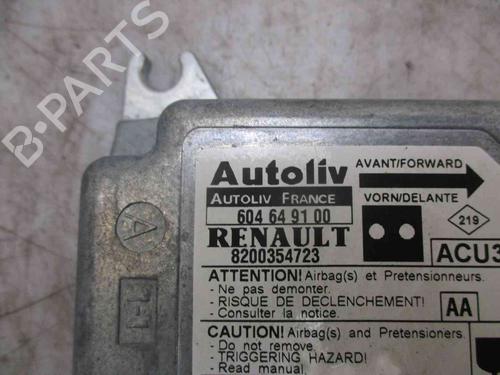 B-PARTS
Autoliv
AVANT/FORWARD
AUTOLIV FRANCE
VORN/DELANTE
604 64 91 00
219
RENAULT
8200354723
ACU3
ATTENTION! Airbag(s) et Pretensionneurs.
- Ne pas demonter.
- RISQUE DE DECLENCHEMENT!
- Consulter la notice.
AA
CAUTION! Airbag(s) and Pretensioners.
- Do not remove.
- TRIGGERING HAZARD!
- Read manual.
A